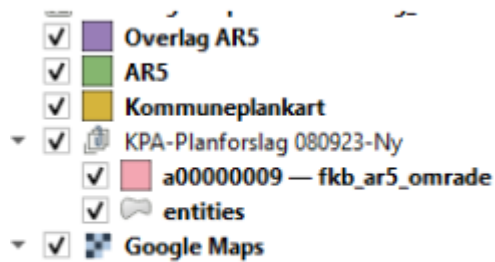 Overlag AR5
AR5
Kommuneplankart
KPA-Planforslag 080923-Ny
a00000009 — fkb_ar5_omrade
entities
Google Maps